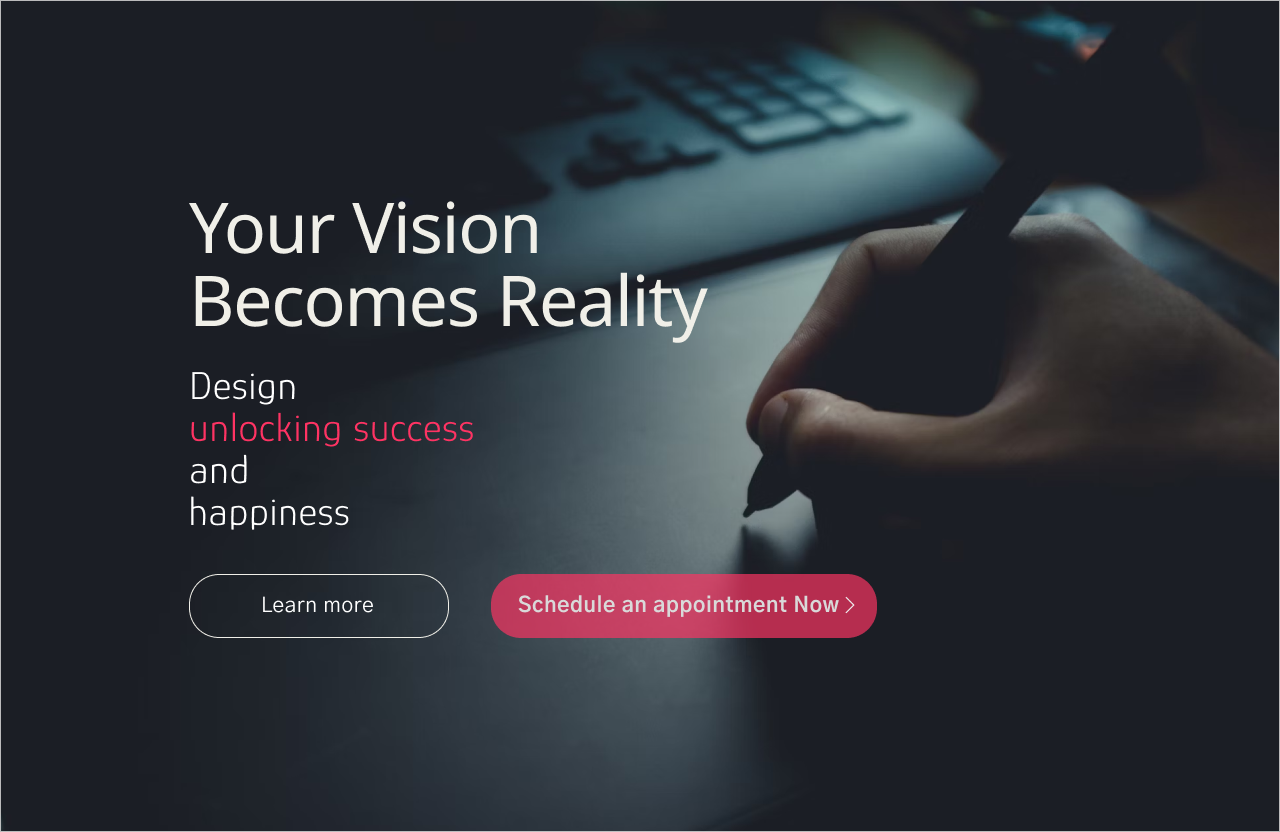 Your Vision
Becomes Reality
Design
unlocking success
and
happiness
Learn more
Schedule an appointment Now